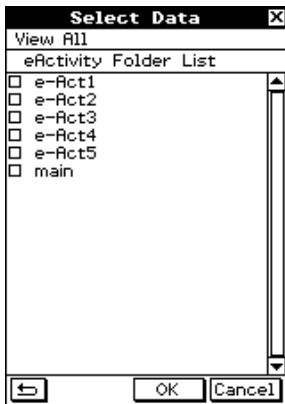 Select Data
View All
eActivity Folder List
e-Act1
e-Act2
e-Act3
e-Act4
e-Act5
main
OK Cancel